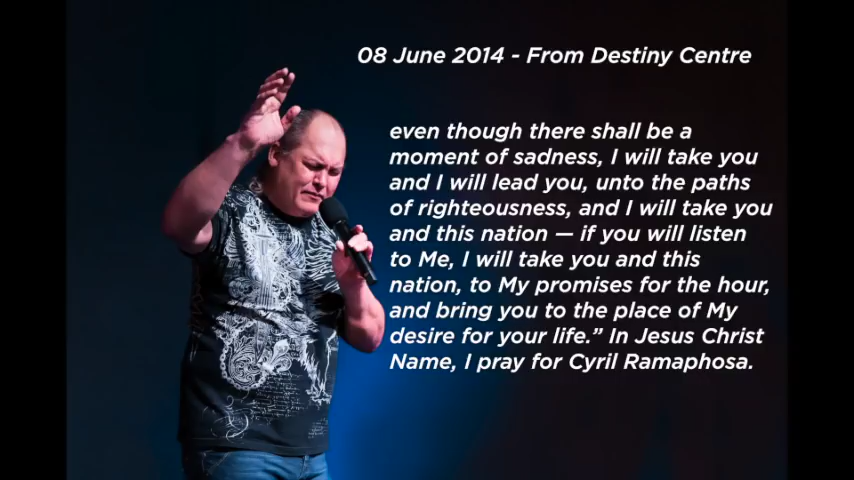 08 June 2014 - From Destiny Centre
even though there shall be a
moment of sadness, I will take you
and I will lead you, unto the paths
of righteousness, and I will take you
and this nation — if you will listen
to Me, I will take you and this
nation, to My promises for the hour,
and bring you to the place of My
desire for your life.” In Jesus Christ
Name, I pray for Cyril Ramaphosa.